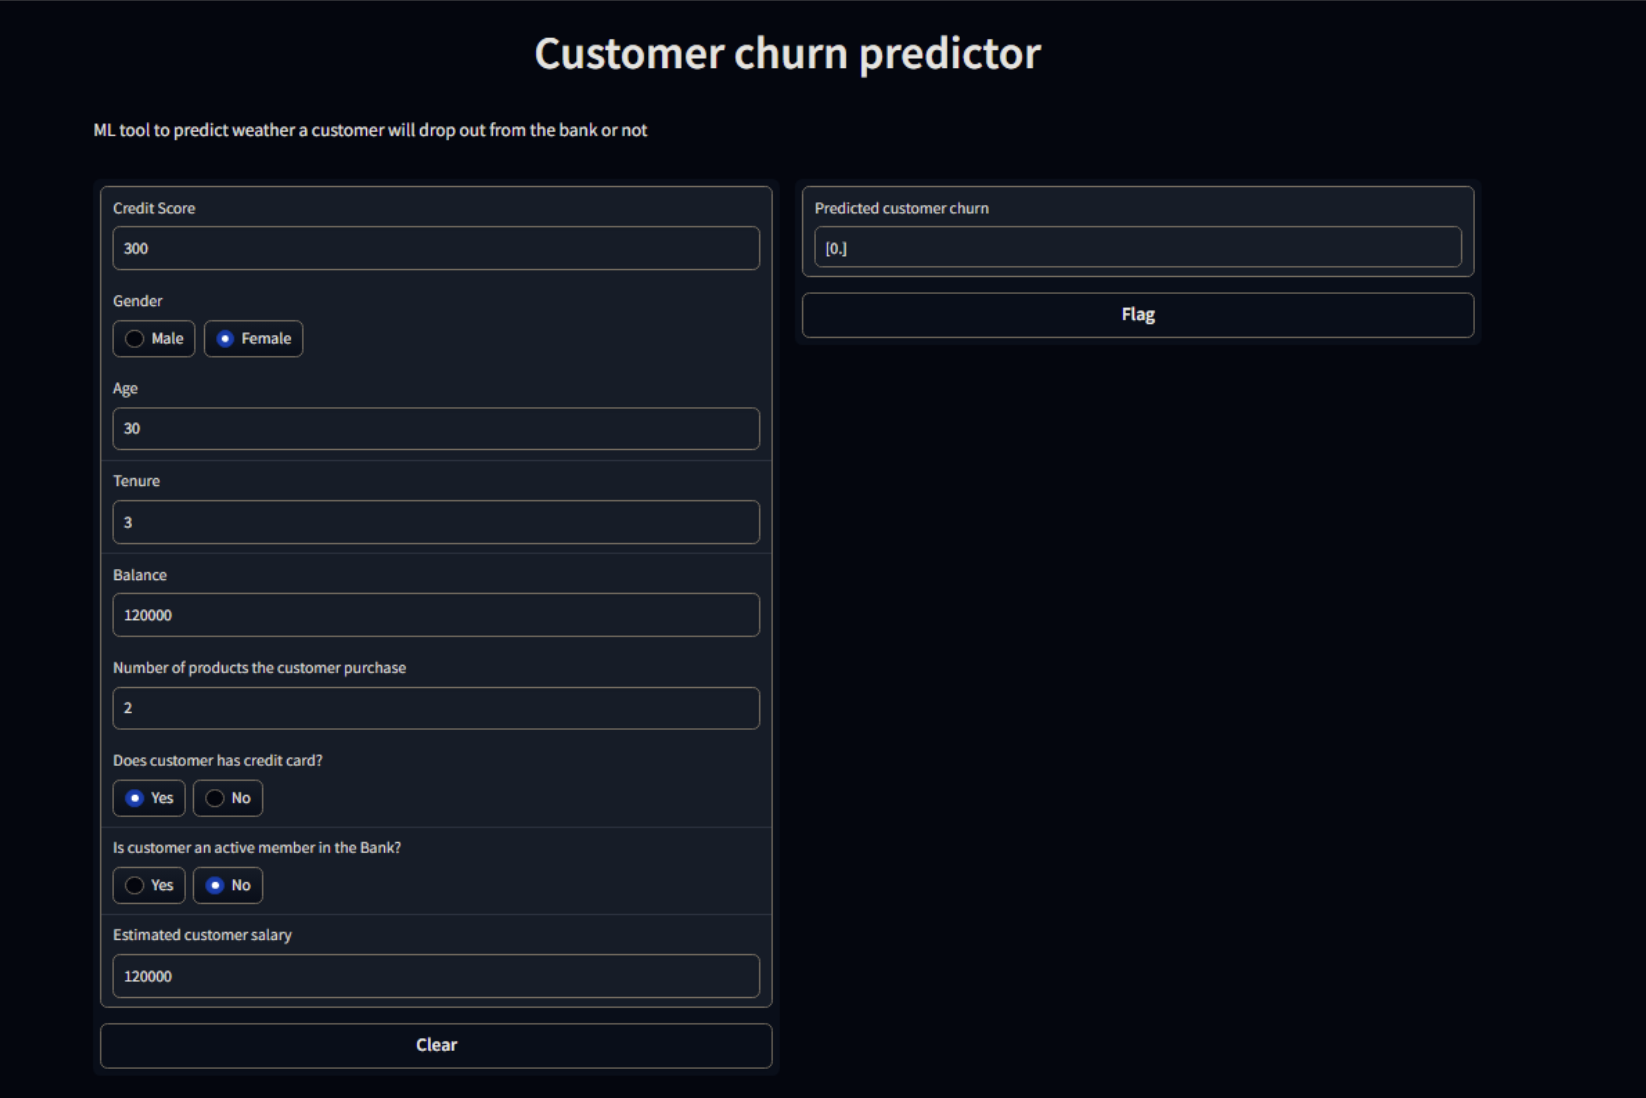 Customer churn predictor
ML tool to predict weather a customer will drop out from the bank or not
Credit Score
300
Gender
Male Female
Age
30
Tenure
3
Balance
120000
Number of products the customer purchase
2
Does customer has credit card?
Yes No
Is customer an active member in the Bank?
Yes No
Estimated customer salary
120000
Clear
Predicted customer churn
[0.]
Flag